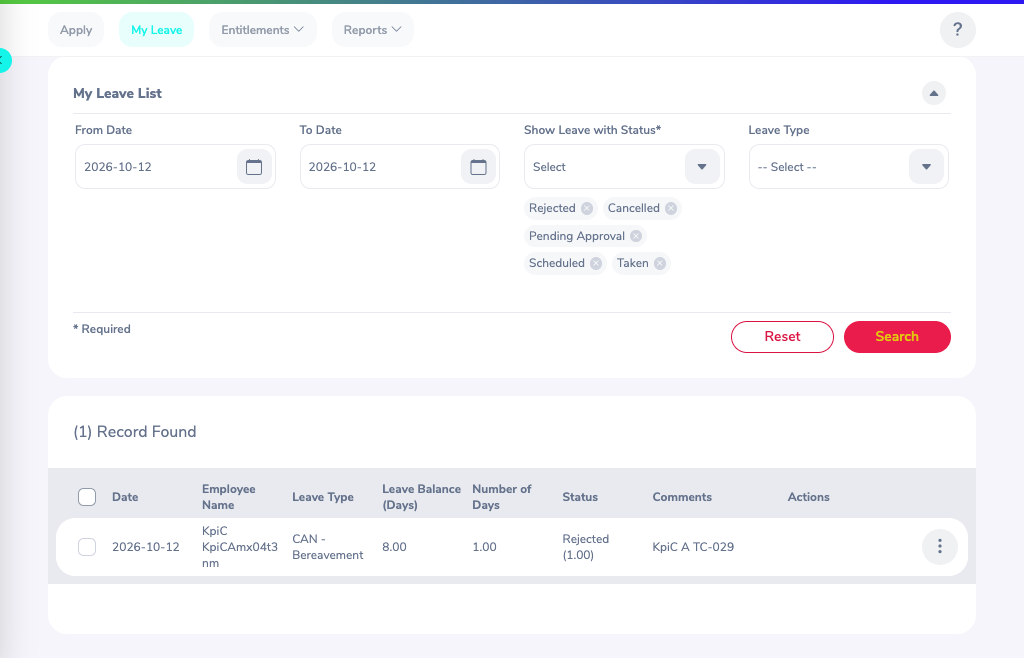 Apply
My Leave
Entitlements
Reports
?
My Leave List
From Date
To Date
Show Leave with Status*
Leave Type
2026-10-12
2026-10-12
Select
-- Select --
Rejected
Cancelled
Pending Approval
Scheduled
Taken
* Required
Reset
Search
(1) Record Found
Date
Employee
Name
Leave Type
Leave Balance
(Days)
Number of
Days
Status
Comments
Actions
2026-10-12
KpiC
KpiCAmx04t3
nm
CAN -
Bereavement
8.00
1.00
Rejected
(1.00)
KpiC A TC-029